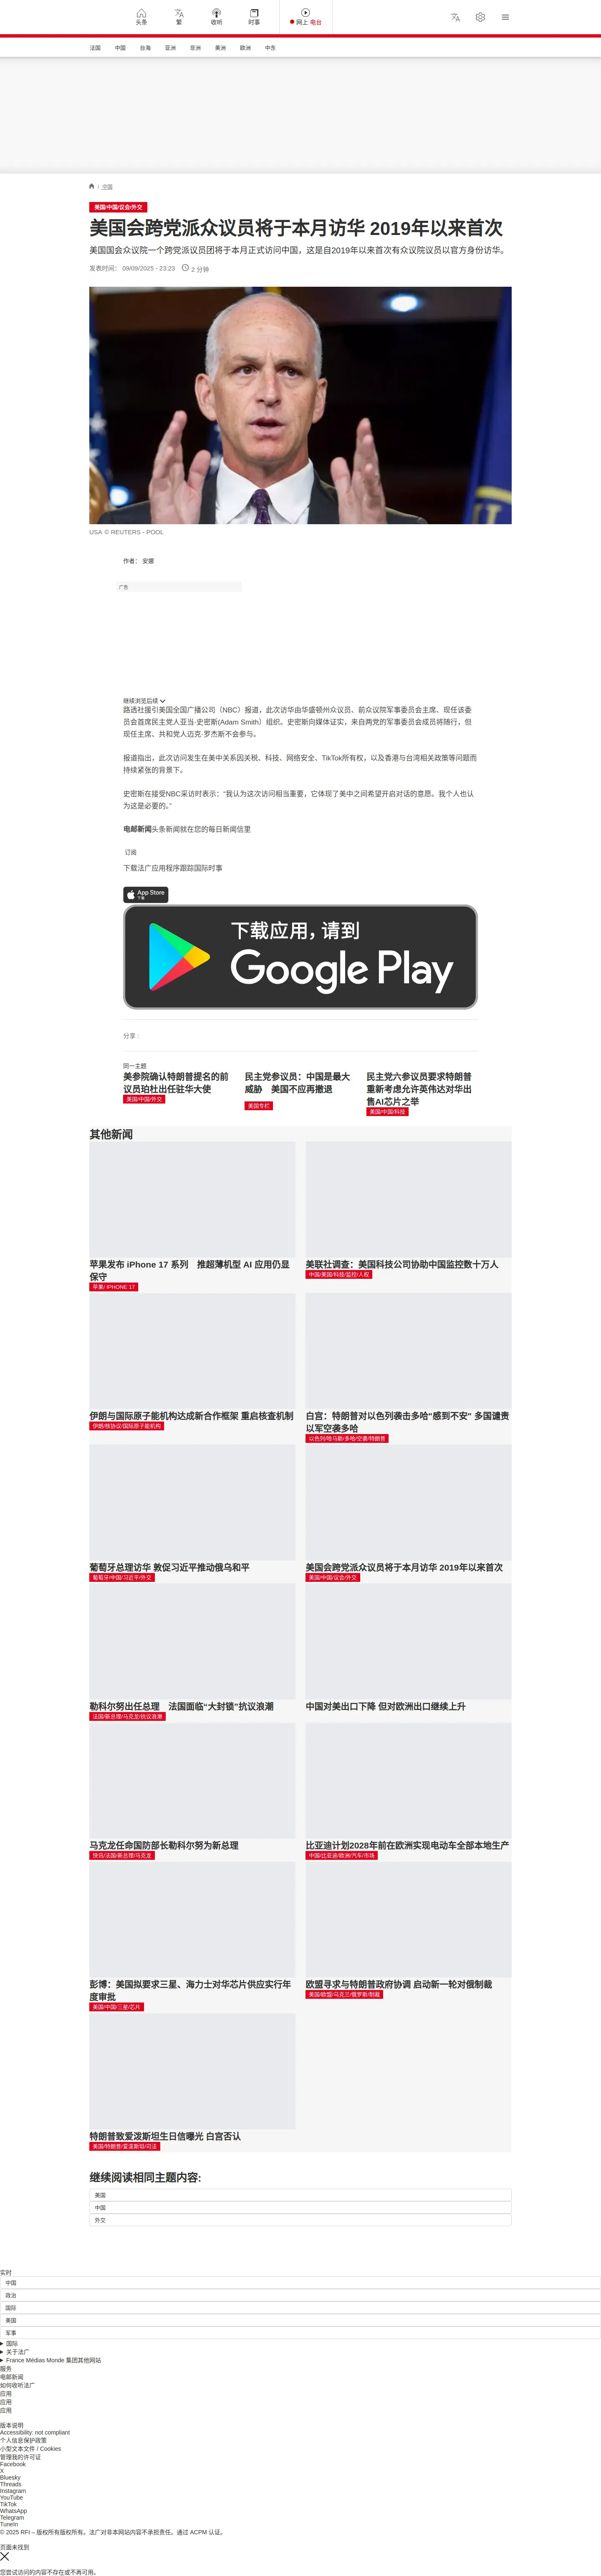 头条
繁
收听
时事
网上 电台
法国
中国
台海
亚洲
非洲
美洲
欧洲
中东
/ 中国
美国/中国/议会/外交
美国会跨党派众议员将于本月访华 2019年以来首次
美国国会众议院一个跨党派议员团将于本月正式访问中国，这是自2019年以来首次有众议院议员以官方身份访华。
发表时间： 09/09/2025 - 23:23
2 分钟
USA © REUTERS - POOL
作者： 安娜
广告
继续浏览后续
路透社援引美国全国广播公司（NBC）报道，此次访华由华盛顿州众议员、前众议院军事委员会主席、现任该委
员会首席民主党人亚当·史密斯(Adam Smith）组织。史密斯向媒体证实，来自两党的军事委员会成员将随行，但
现任主席、共和党人迈克·罗杰斯不会参与。
报道指出，此次访问发生在美中关系因关税、科技、网络安全、TikTok所有权，以及香港与台湾相关政策等问题而
持续紧张的背景下。
史密斯在接受NBC采访时表示：“我认为这次访问相当重要，它体现了美中之间希望开启对话的意愿。我个人也认
为这是必要的。”
电邮新闻头条新闻就在您的每日新闻信里
订阅
下载法广应用程序跟踪国际时事
App Store
下载
下载应用，请到
Google Play
分享 :
同一主题
美参院确认特朗普提名的前
议员珀杜出任驻华大使
美国/中国/外交
民主党参议员：中国是最大
威胁　美国不应再撤退
美国专栏
民主党六参议员要求特朗普
重新考虑允许英伟达对华出
售AI芯片之举
美国/中国/科技
其他新闻
苹果发布 iPhone 17 系列　推超薄机型 AI 应用仍显
保守
苹果/ IPHONE 17
美联社调查：美国科技公司协助中国监控数十万人
中国/美国/科技/监控/人权
伊朗与国际原子能机构达成新合作框架 重启核查机制
伊朗/核协议/国际原子能机构
白宫：特朗普对以色列袭击多哈“感到不安” 多国谴责
以军空袭多哈
以色列/哈马斯/多哈/空袭/特朗普
葡萄牙总理访华 敦促习近平推动俄乌和平
葡萄牙/中国/习近平/外交
美国会跨党派众议员将于本月访华 2019年以来首次
美国/中国/议会/外交
勒科尔努出任总理　法国面临“大封锁”抗议浪潮
法国/新总理/马克龙/抗议浪潮
中国对美出口下降 但对欧洲出口继续上升
马克龙任命国防部长勒科尔努为新总理
快讯/法国/新总理/马克龙
比亚迪计划2028年前在欧洲实现电动车全部本地生产
中国/比亚迪/欧洲/汽车/市场
彭博：美国拟要求三星、海力士对华芯片供应实行年
度审批
美国/中国/三星/芯片
欧盟寻求与特朗普政府协调 启动新一轮对俄制裁
美国/欧盟/乌克兰/俄罗斯/制裁
特朗普致爱泼斯坦生日信曝光 白宫否认
美国/特朗普/爱泼斯坦/司法
继续阅读相同主题内容:
美国
中国
外交
实时
中国
政治
国际
美国
军事
国际
关于法广
France Médias Monde 集团其他网站
服务
电邮新闻
如何收听法广
应用
应用
应用
版本说明
Accessibility: not compliant
个人信息保护政策
小型文本文件 / Cookies
管理我的许可证
Facebook
X
Bluesky
Threads
Instagram
YouTube
TikTok
WhatsApp
Telegram
TuneIn
© 2025 RFI – 版权所有版权所有。法广对非本网站内容不承担责任。通过 ACPM 认证。
页面未找到
您尝试访问的内容不存在或不再可用。